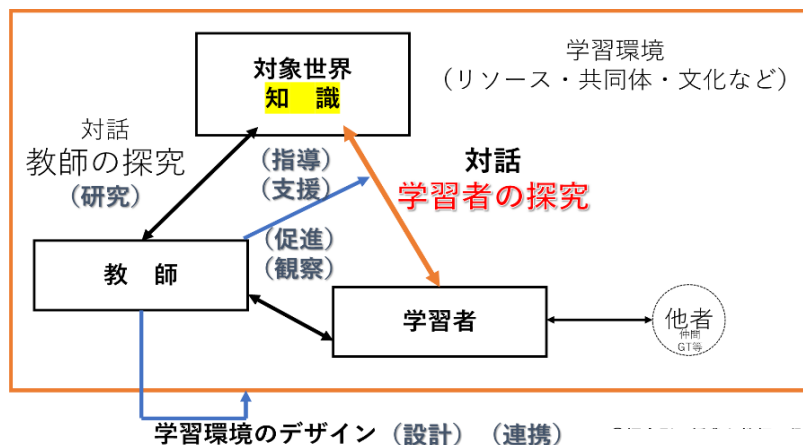 対象世界
知　識
学習環境
（リソース・共同体・文化など）
対話
教師の探究
（研究）
（指導）
（支援）
対話
学習者の探究
（促進）
（観察）
教　師
学習者
他者
仲間
GT等
学習環境のデザイン（設計）（連携）